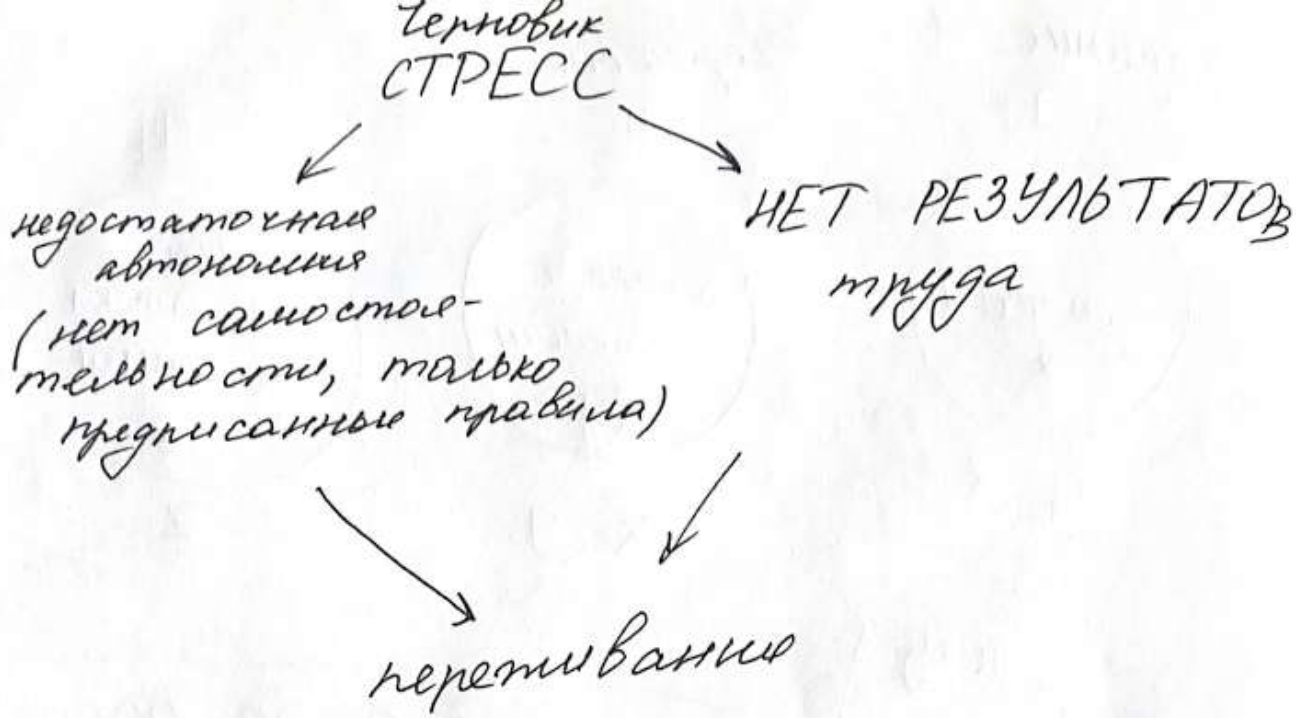 Черновик
СТРЕСС
недостаточная
автономия
(нет самостоя-
тельности, только
предписанные правила)
НЕТ РЕЗУЛЬТАТОВ
труда
переживание